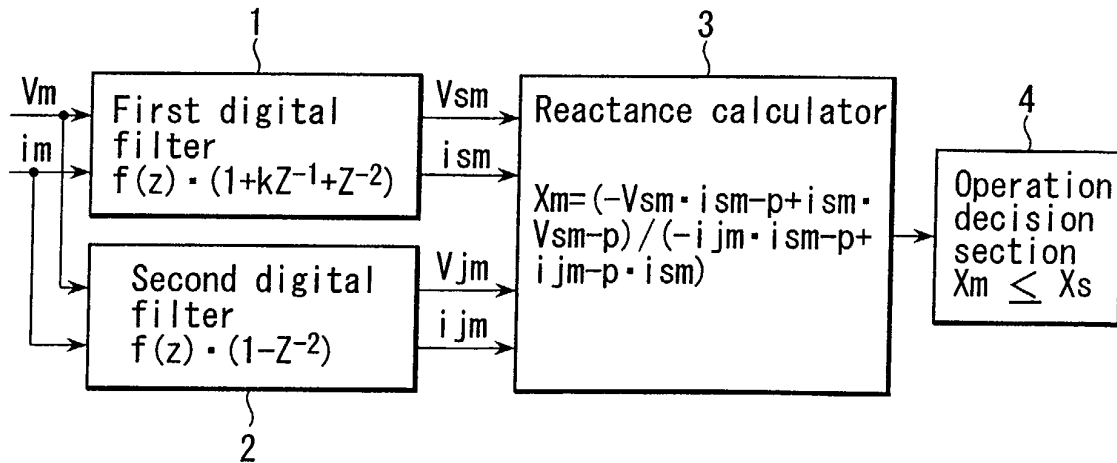 1
Vm
im
First digital
filter
f(z)・(1+kZ⁻¹+Z⁻²)
Vsm
ism
Second digital
filter
f(z)・(1-Z⁻²)
2
Vjm
ijm
3
Reactance calculator
Xm=(-Vsm・ism-p+ism・
Vsm-p)/(-ijm・ism-p+
ijm-p・ism)
4
Operation
decision
section
Xm ≤ Xs